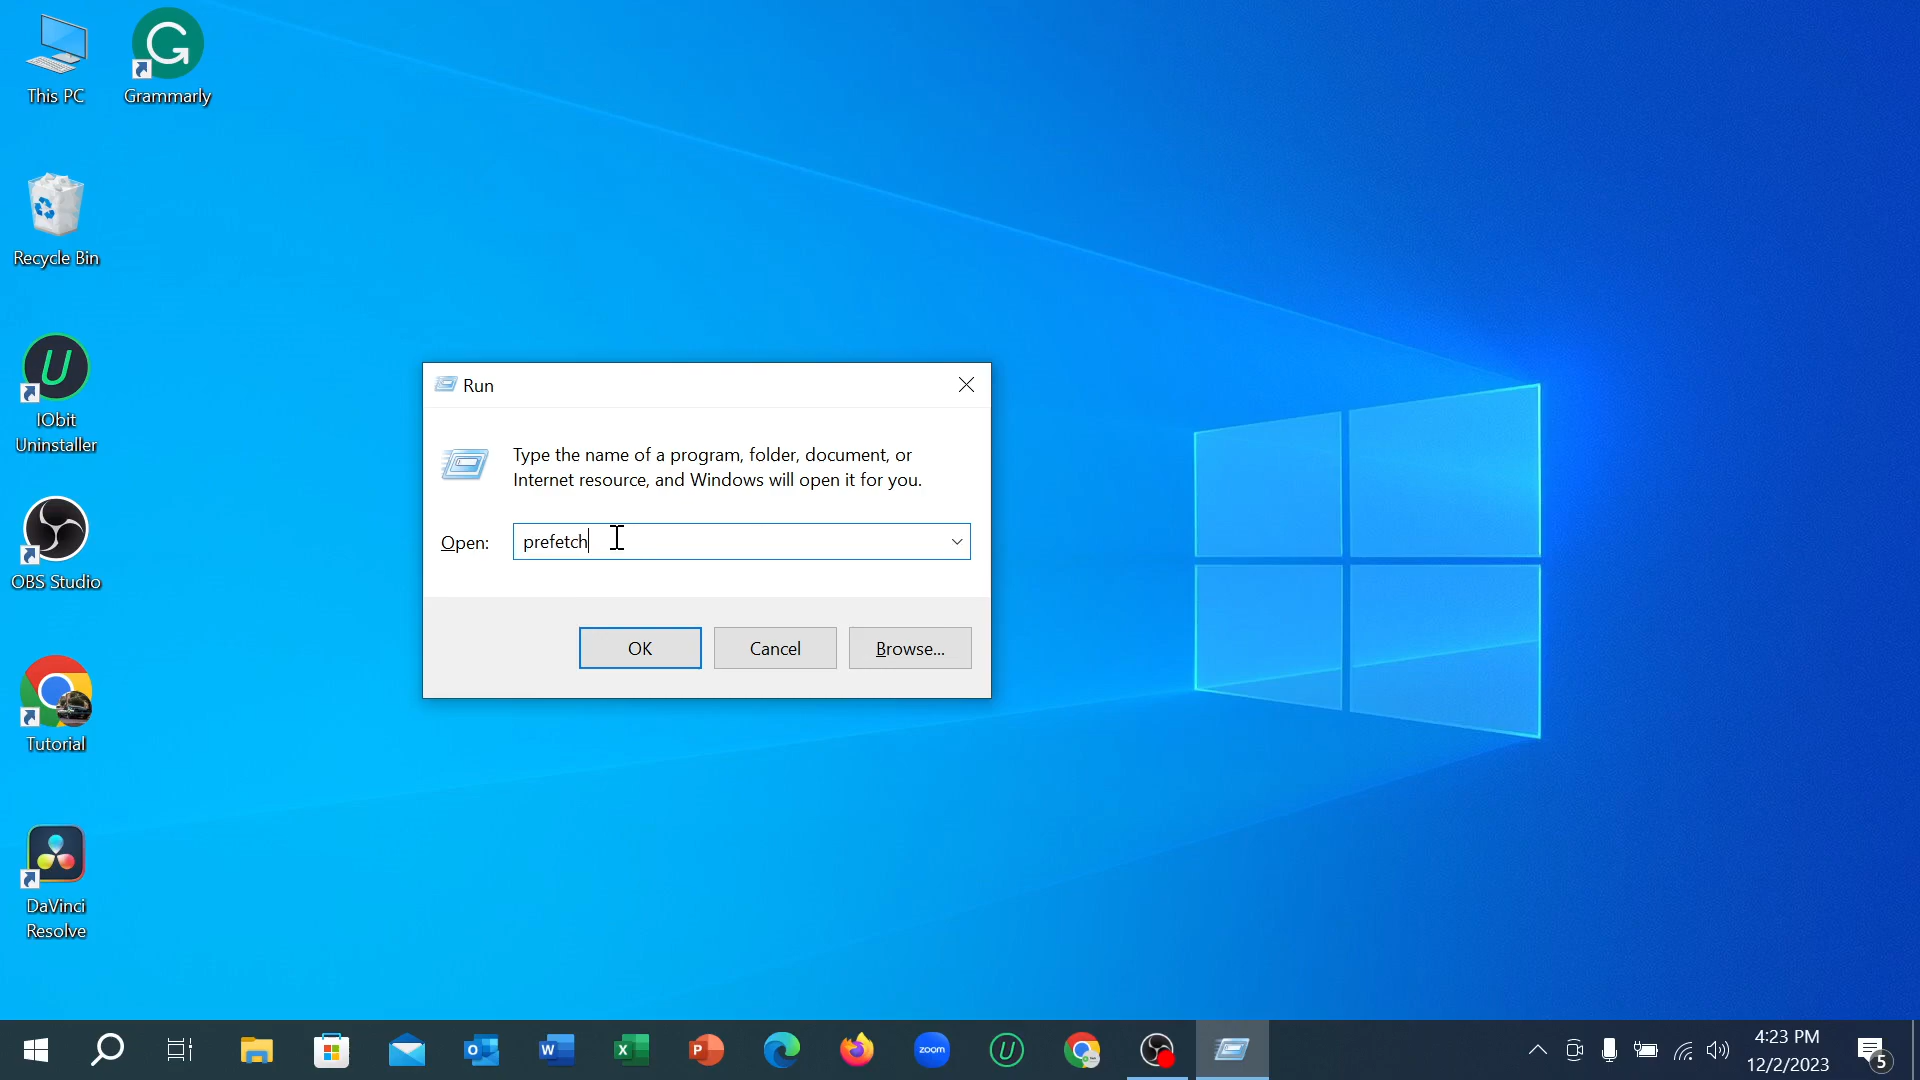 This PC
Grammarly
Recycle Bin
IObit
Uninstaller
OBS Studio
Tutorial
DaVinci
Resolve
Run
Type the name of a program, folder, document, or
Internet resource, and Windows will open it for you.
Open:
prefetch
OK
Cancel
Browse...
zoom
4:23 PM
12/2/2023
5